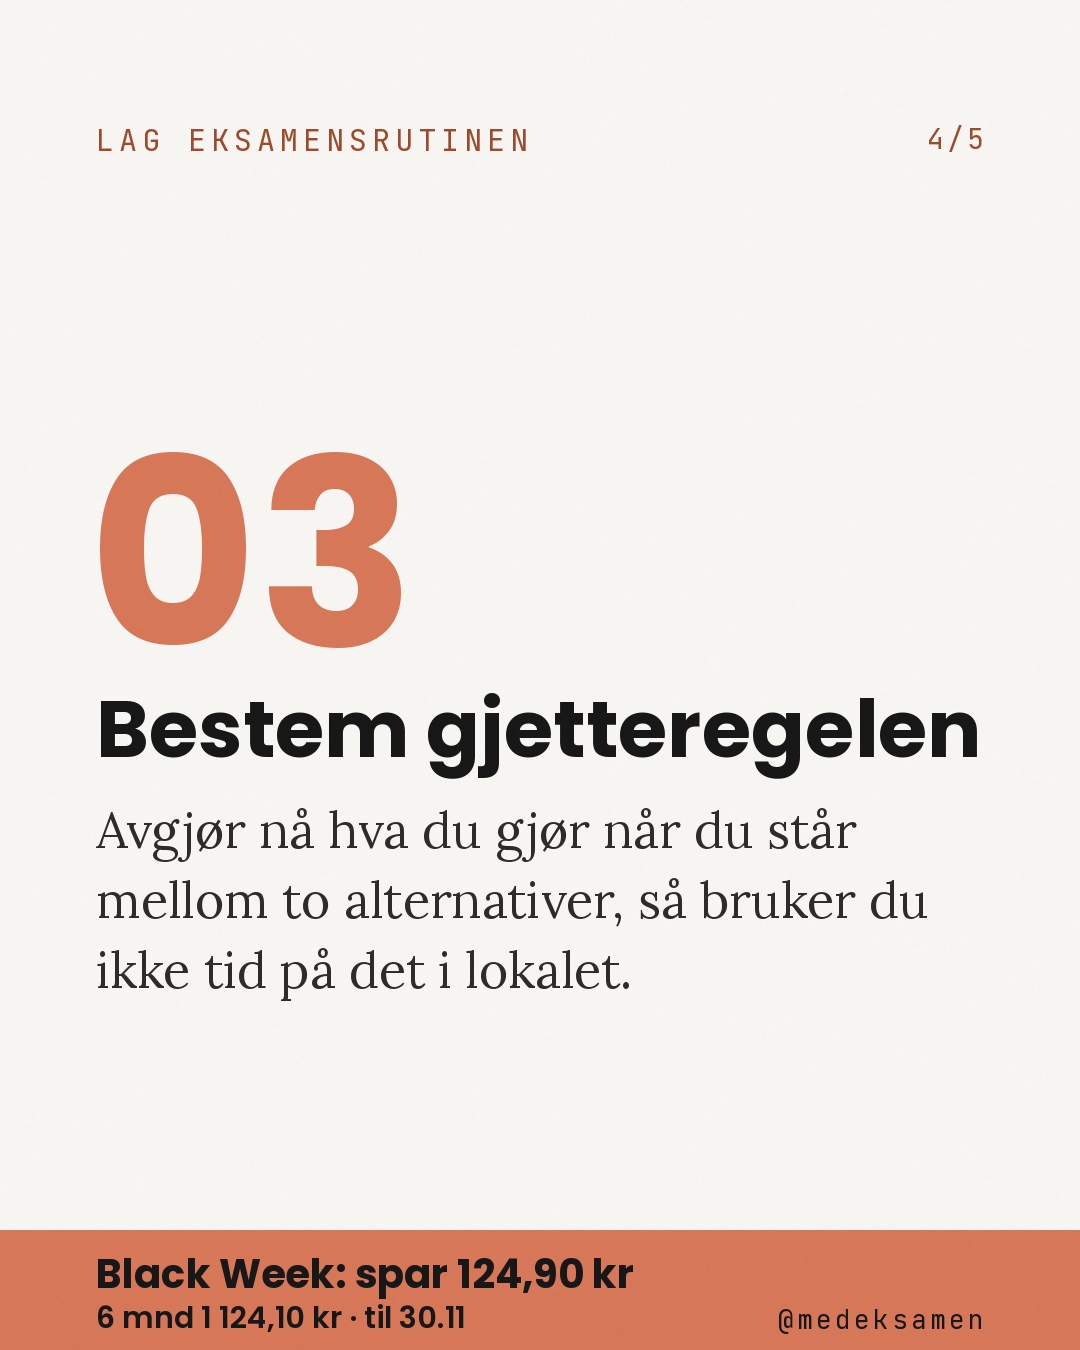 LAG EKSAMENSRUTINEN
4/5
03
Bestem gjetteregelen
Avgjør nå hva du gjør når du står
mellom to alternativer, så bruker du
ikke tid på det i lokalet.
Black Week: spar 124,90 kr
6 mnd 1 124,10 kr · til 30.11
@medeksamen